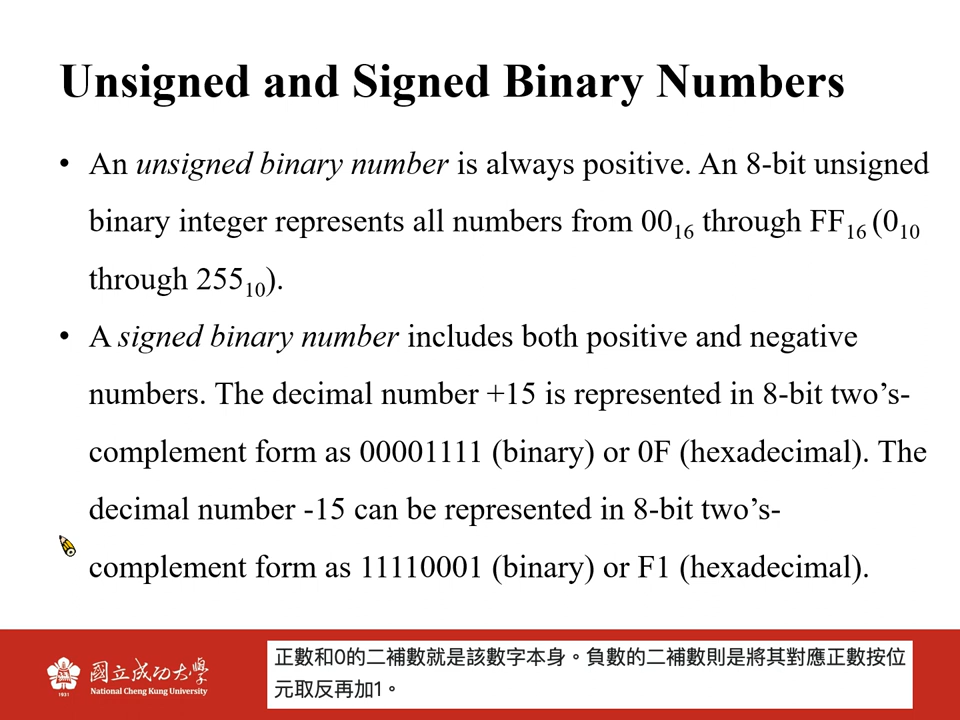 Unsigned and Signed Binary Numbers
• An unsigned binary number is always positive. An 8-bit unsigned
binary integer represents all numbers from 00₁₆ through FF₁₆ (0₁₀
through 255₁₀).
• A signed binary number includes both positive and negative
numbers. The decimal number +15 is represented in 8-bit two’s-
complement form as 00001111 (binary) or 0F (hexadecimal). The
decimal number -15 can be represented in 8-bit two’s-
complement form as 11110001 (binary) or F1 (hexadecimal).
國立成功大學
National Cheng Kung University
1931
正數和0的二補數就是該數字本身。負數的二補數則是將其對應正數按位
元取反再加1。